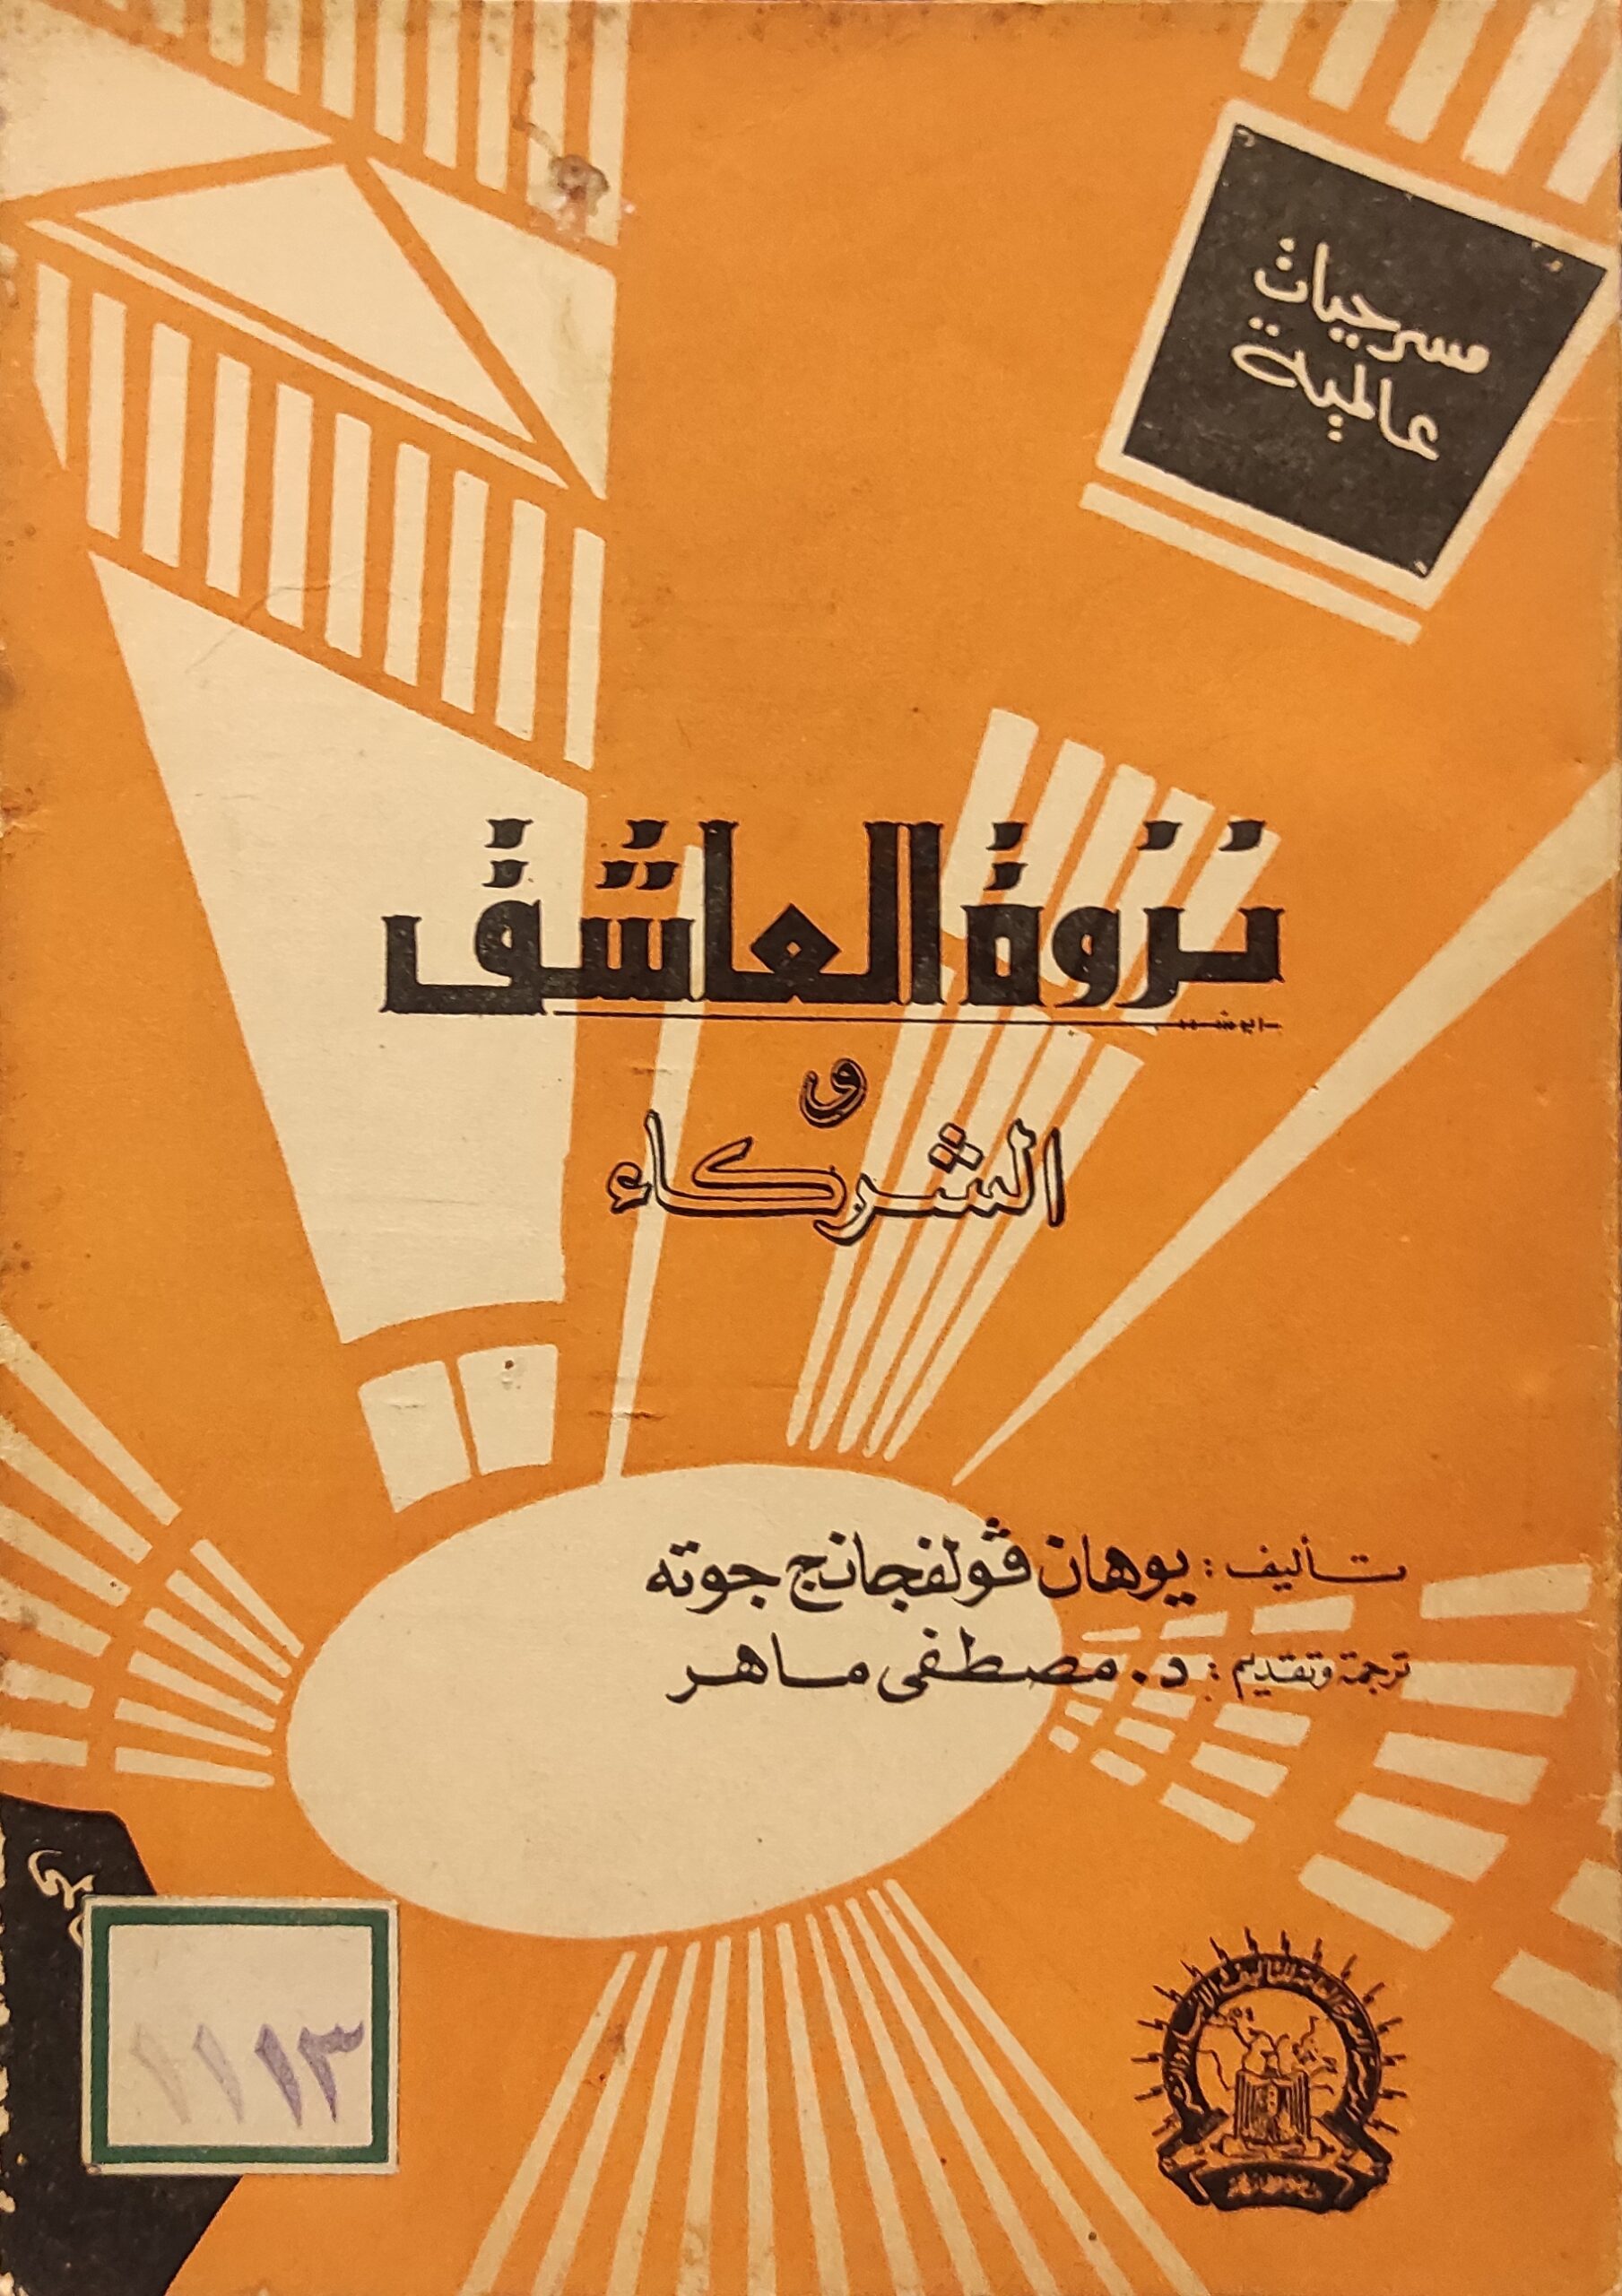 مسرحيات
عالمية
نزوة العاشق
و
الشركاء
تأليف : يوهان ڤولفجانج جوته
ترجمة وتقديم : د. مصطفى ماهر
١١١٣